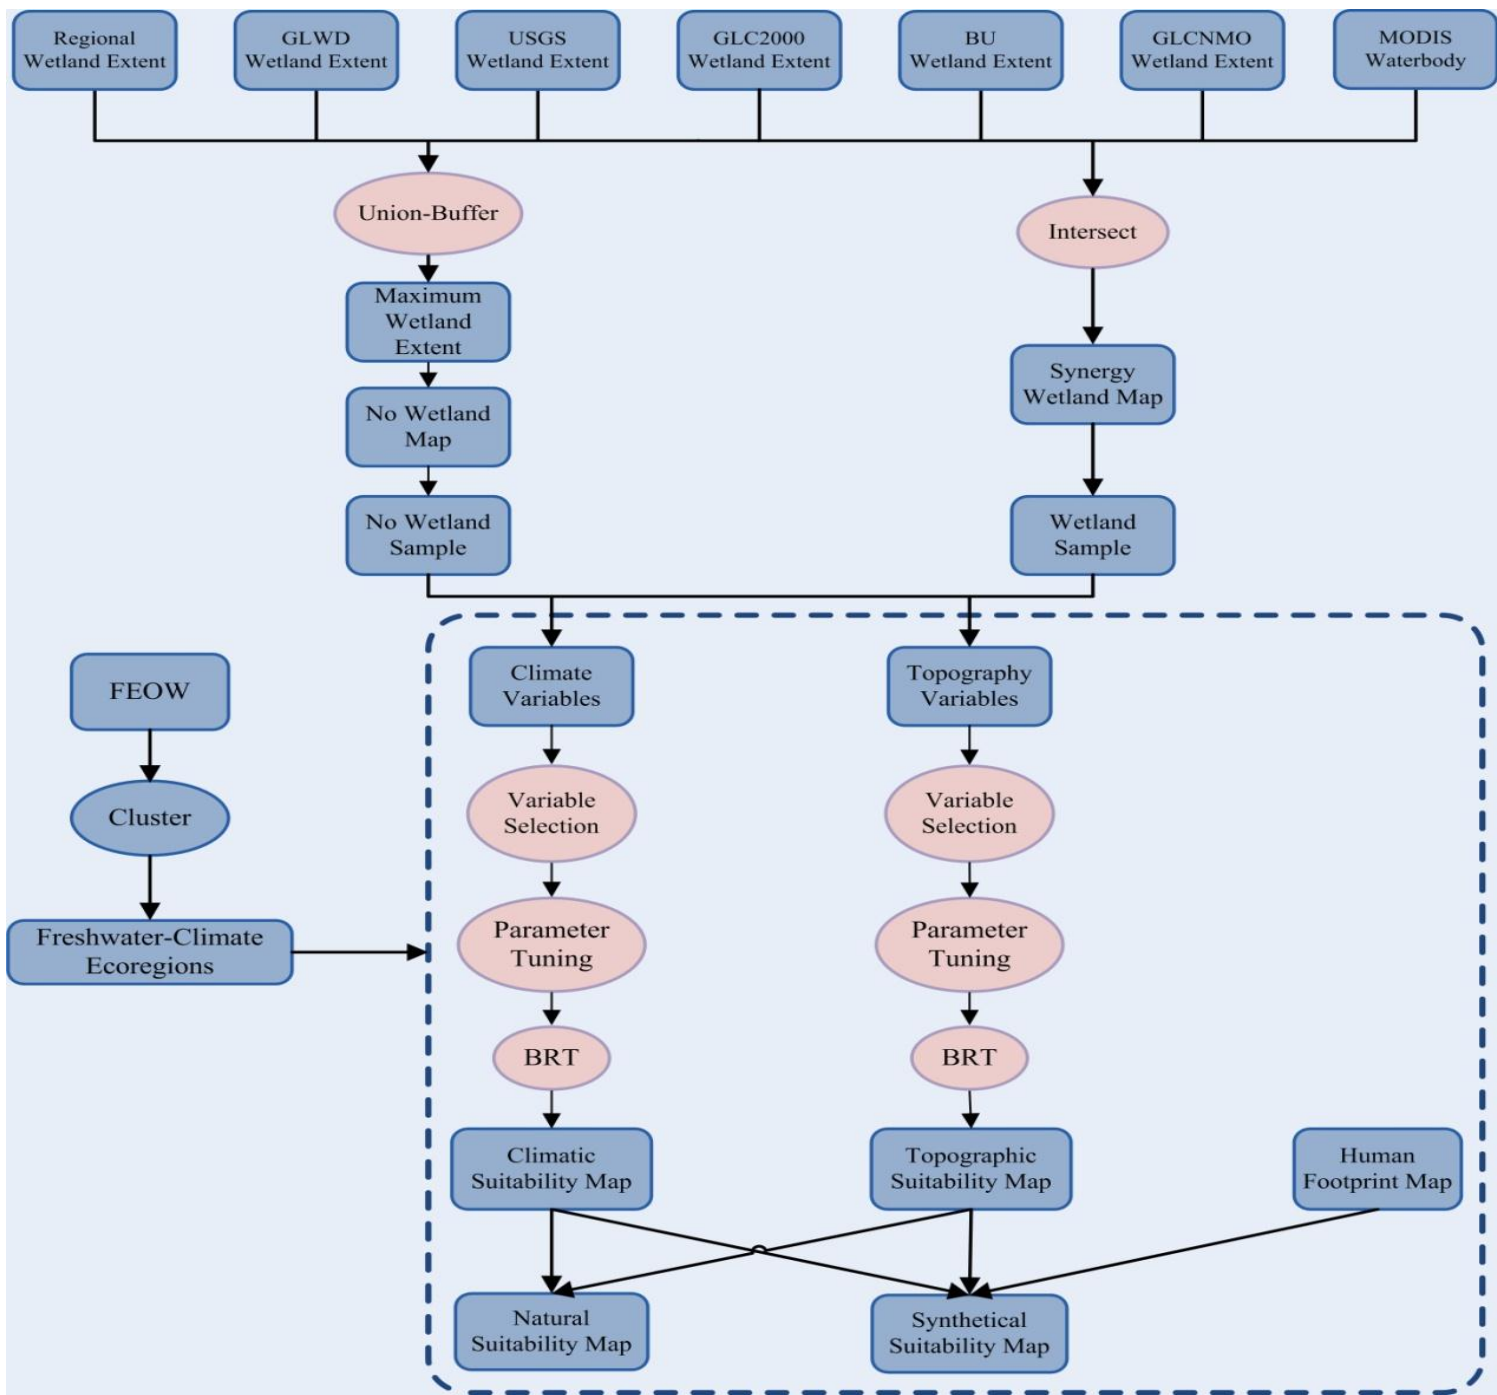 Regional
Wetland Extent
GLWD
Wetland Extent
USGS
Wetland Extent
GLC2000
Wetland Extent
BU
Wetland Extent
GLCNMO
Wetland Extent
MODIS
Waterbody
Union-Buffer
Intersect
Maximum
Wetland
Extent
Synergy
Wetland Map
No Wetland
Map
No Wetland
Sample
Wetland
Sample
FEOW
Cluster
Freshwater-Climate
Ecoregions
Climate
Variables
Topography
Variables
Variable
Selection
Variable
Selection
Parameter
Tuning
Parameter
Tuning
BRT
BRT
Climatic
Suitability Map
Topographic
Suitability Map
Human
Footprint Map
Natural
Suitability Map
Synthetical
Suitability Map